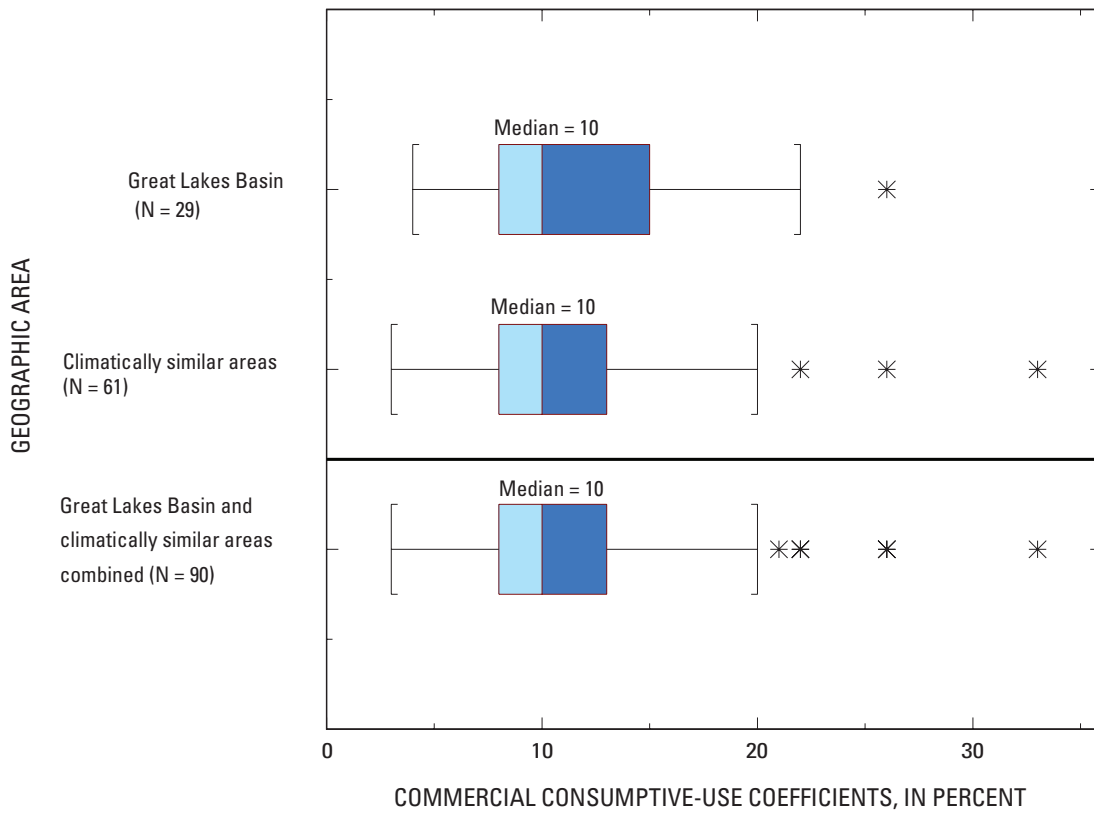 Median = 10
Great Lakes Basin
(N = 29)
Median = 10
Climatically similar areas
(N = 61)
Median = 10
Great Lakes Basin and
climatically similar areas
combined (N = 90)
GEOGRAPHIC AREA
0 10 20 30
COMMERCIAL CONSUMPTIVE-USE COEFFICIENTS, IN PERCENT